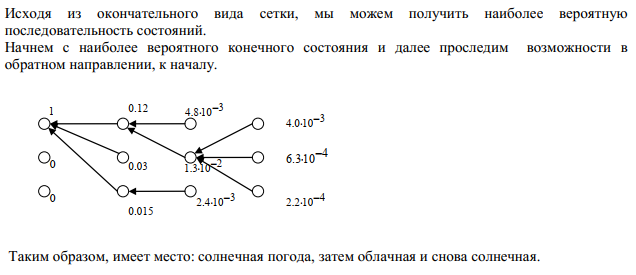 Исходя из окончательного вида сетки, мы можем получить наиболее вероятную
последовательность состояний.
Начнем с наиболее вероятного конечного состояния и далее проследим возможности в
обратном направлении, к началу.
1 0.12 4.8·10⁻³ 4.0·10⁻³
0 0.03 1.3·10⁻² 6.3·10⁻⁴
0 0.015 2.4·10⁻³ 2.2·10⁻⁴
Таким образом, имеет место: солнечная погода, затем облачная и снова солнечная.